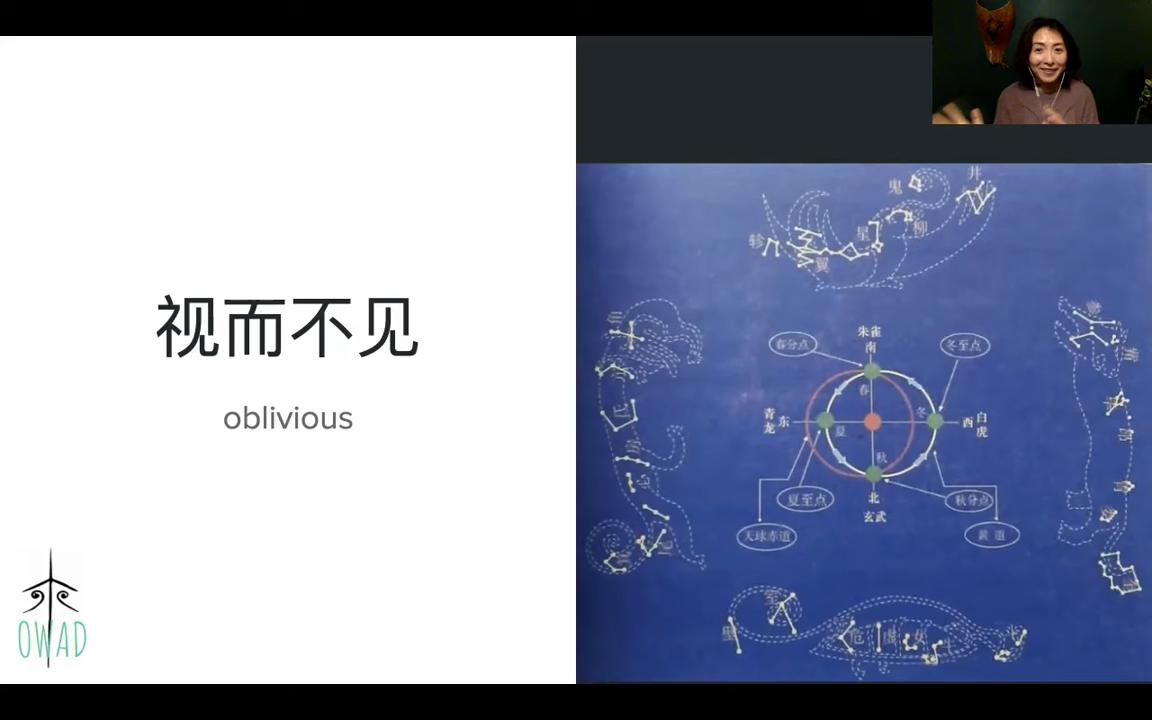 视而不见
oblivious
OWAD
鬼
井
轸
翼
星
柳
朱雀
南
春分点
冬至点
春
青龙
东
夏
冬
西
白虎
秋
夏至点
北
玄武
秋分点
天球赤道
黄道
室
壁
危
虚
女